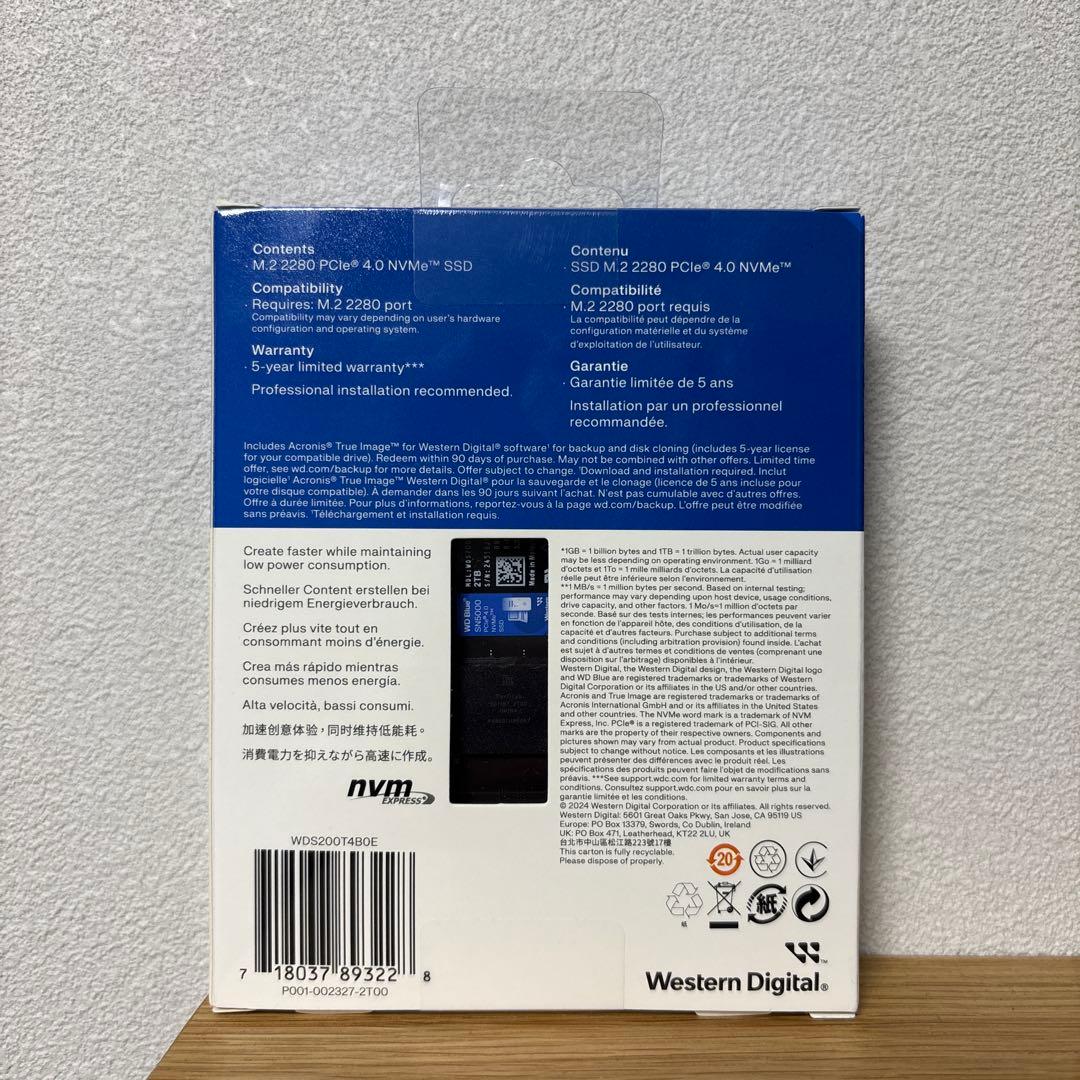 Contents
· M.2 2280 PCIe® 4.0 NVMe™ SSD
Compatibility
· Requires: M.2 2280 port
Compatibility may vary depending on user's hardware
configuration and operating system.
Warranty
· 5-year limited warranty***
Professional installation recommended.
Contenu
· SSD M.2 2280 PCIe® 4.0 NVMe™
Compatibilité
· M.2 2280 port requis
La compatibilité peut dépendre de la
configuration matérielle et du système
d'exploitation de l'utilisateur.
Garantie
· Garantie limitée de 5 ans
Installation par un professionnel
recommandée.
Includes Acronis® True Image™ for Western Digital® software¹ for backup and disk cloning (includes 5-year license
for your compatible drive). Redeem within 90 days of purchase. May not be combined with other offers. Limited time
offer, see wd.com/backup for more details. Offer subject to change. ¹Download and installation required. Inclut
logicielle¹ Acronis® True Image™ Western Digital® pour la sauvegarde et le clonage (licence de 5 ans incluse pour
votre disque compatible). À demander dans les 90 jours suivant l'achat. N'est pas cumulable avec d'autres offres.
Offre à durée limitée. Pour plus d'informations, reportez-vous à la page wd.com/backup. L'offre peut être modifiée
sans préavis. ¹Téléchargement et installation requis.
Create faster while maintaining
low power consumption.
Schneller Content erstellen bei
niedrigem Energieverbrauch.
Créez plus vite tout en
consommant moins d'énergie.
Crea más rápido mientras
consumes menos energía.
Alta velocità, bassi consumi.
加速创意体验，同时维持低能耗。
消費電力を抑えながら高速に作成。
nvm
EXPRESS®
2TB
Made in
WD Blue
SN5000
PCIe® 4.0
NVMe™
SSD
*1GB = 1 billion bytes and 1TB = 1 trillion bytes. Actual user capacity
may be less depending on operating environment. 1Go = 1 milliard
d'octets et 1To = 1 mille milliards d'octets. La capacité d'utilisation
réelle peut être inférieure selon l'environnement.
**1 MB/s = 1 million bytes per second. Based on internal testing;
performance may vary depending upon host device, usage conditions,
drive capacity, and other factors. 1 Mo/s=1 million d'octets par
seconde. Basé sur des tests internes; les performances peuvent varier
en fonction de l'appareil hôte, des conditions d'utilisation, de la
capacité et d'autres facteurs. Purchase subject to additional terms
and conditions (including arbitration provision) found inside. L'achat
est sujet à d'autres termes et conditions de ventes (comprenant une
disposition sur l'arbitrage) disponibles à l'intérieur.
Western Digital, the Western Digital design, the Western Digital logo
and WD Blue are registered trademarks or trademarks of Western
Digital Corporation or its affiliates in the US and/or other countries.
Acronis and True Image are registered trademarks or trademarks of
Acronis International GmbH and or its affiliates in the United States
and other countries. The NVMe word mark is a trademark of NVM
Express, Inc. PCIe® is a registered trademark of PCI-SIG. All other
marks are the property of their respective owners. Components and
pictures shown may vary from actual product. Product specifications
subject to change without notice. Les composants et les illustrations
peuvent présenter des différences avec le produit réel. Les
spécifications des produits peuvent faire l'objet de modifications sans
préavis. ***See support.wdc.com for limited warranty terms and
conditions. Consultez support.wdc.com pour en savoir plus sur la
garantie limitée et les conditions.
© 2024 Western Digital Corporation or its affiliates. All rights reserved.
Western Digital: 5601 Great Oaks Pkwy, San Jose, CA 95119 US
Europe: PO Box 13379, Swords, Co Dublin, Ireland
UK: PO Box 471, Leatherhead, KT22 2LU, UK
台北市中山區松江路223號17樓
This carton is fully recyclable.
Please dispose of properly.
20
紙
紙
WDS200T4B0E
7 18037 89322 8
P001-002327-2T00
Western Digital®